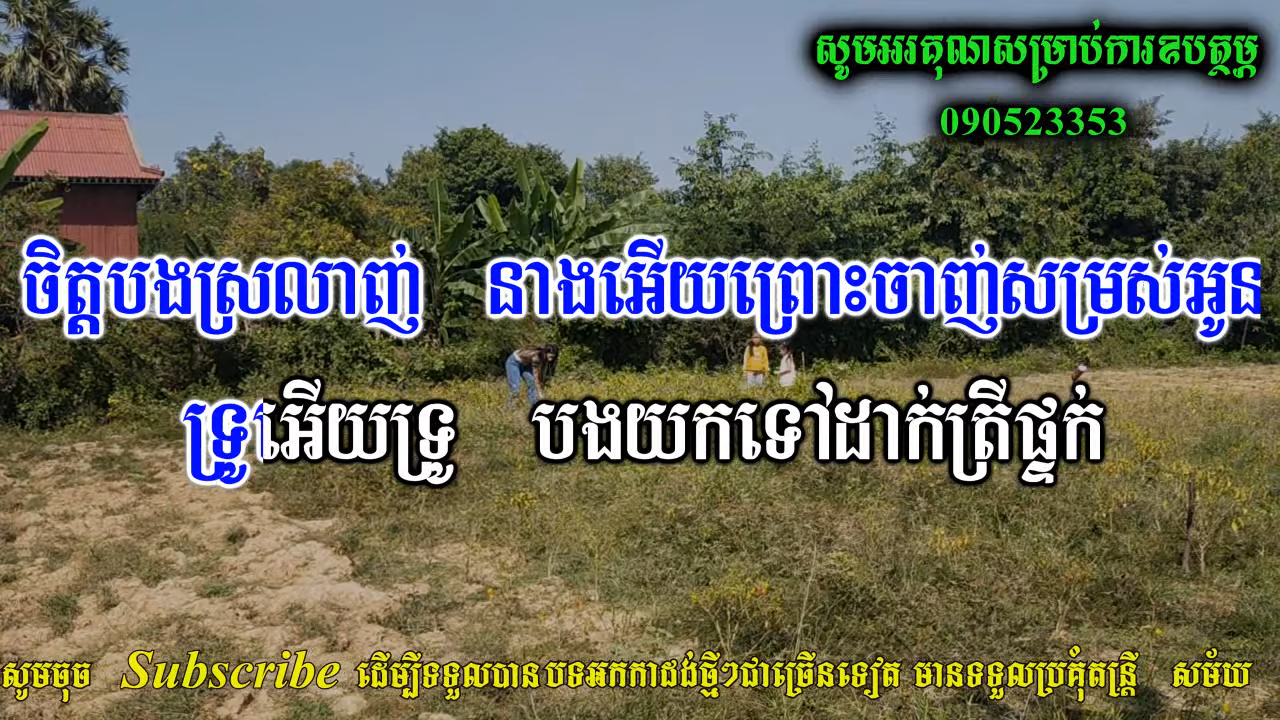 សូមអរគុណសម្រាប់ការឧបត្ថម្ភ
090523353
ចិត្តបងស្រលាញ់ នាងអើយព្រោះចាញ់សម្រស់អូន
ទ្រូអើយទ្រូ បងយកទៅដាក់ត្រីផ្ទក់
សូមចុច Subscribe ដើម្បីទទួលបានបទអកកាដង់ថ្មីៗជាច្រើនទៀត មានទទួលប្រគុំតន្ត្រី សម័យ